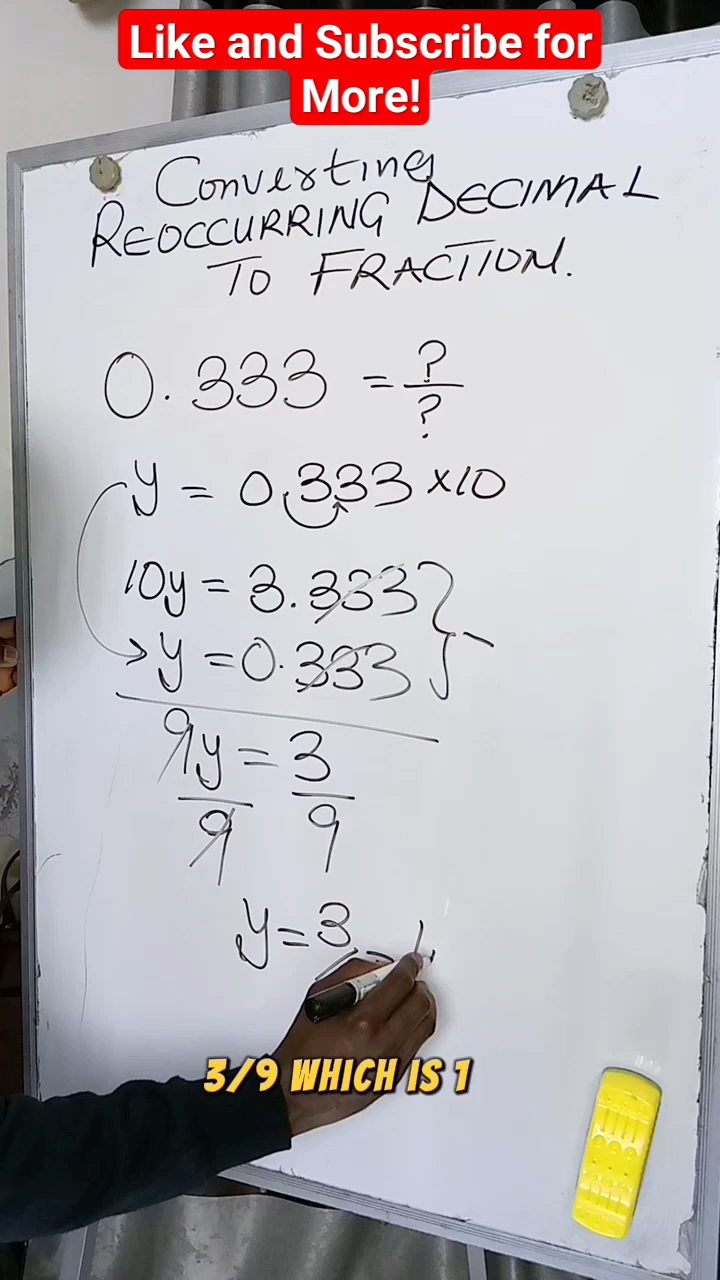 Like and Subscribe for
More!
Converting
REOCCURRING DECIMAL
TO FRACTION.
0.333 = ?/?
y = 0.333 ×10
10y = 3.333
y = 0.333
9y = 3
9 9
y = 3
3/9 WHICH IS 1